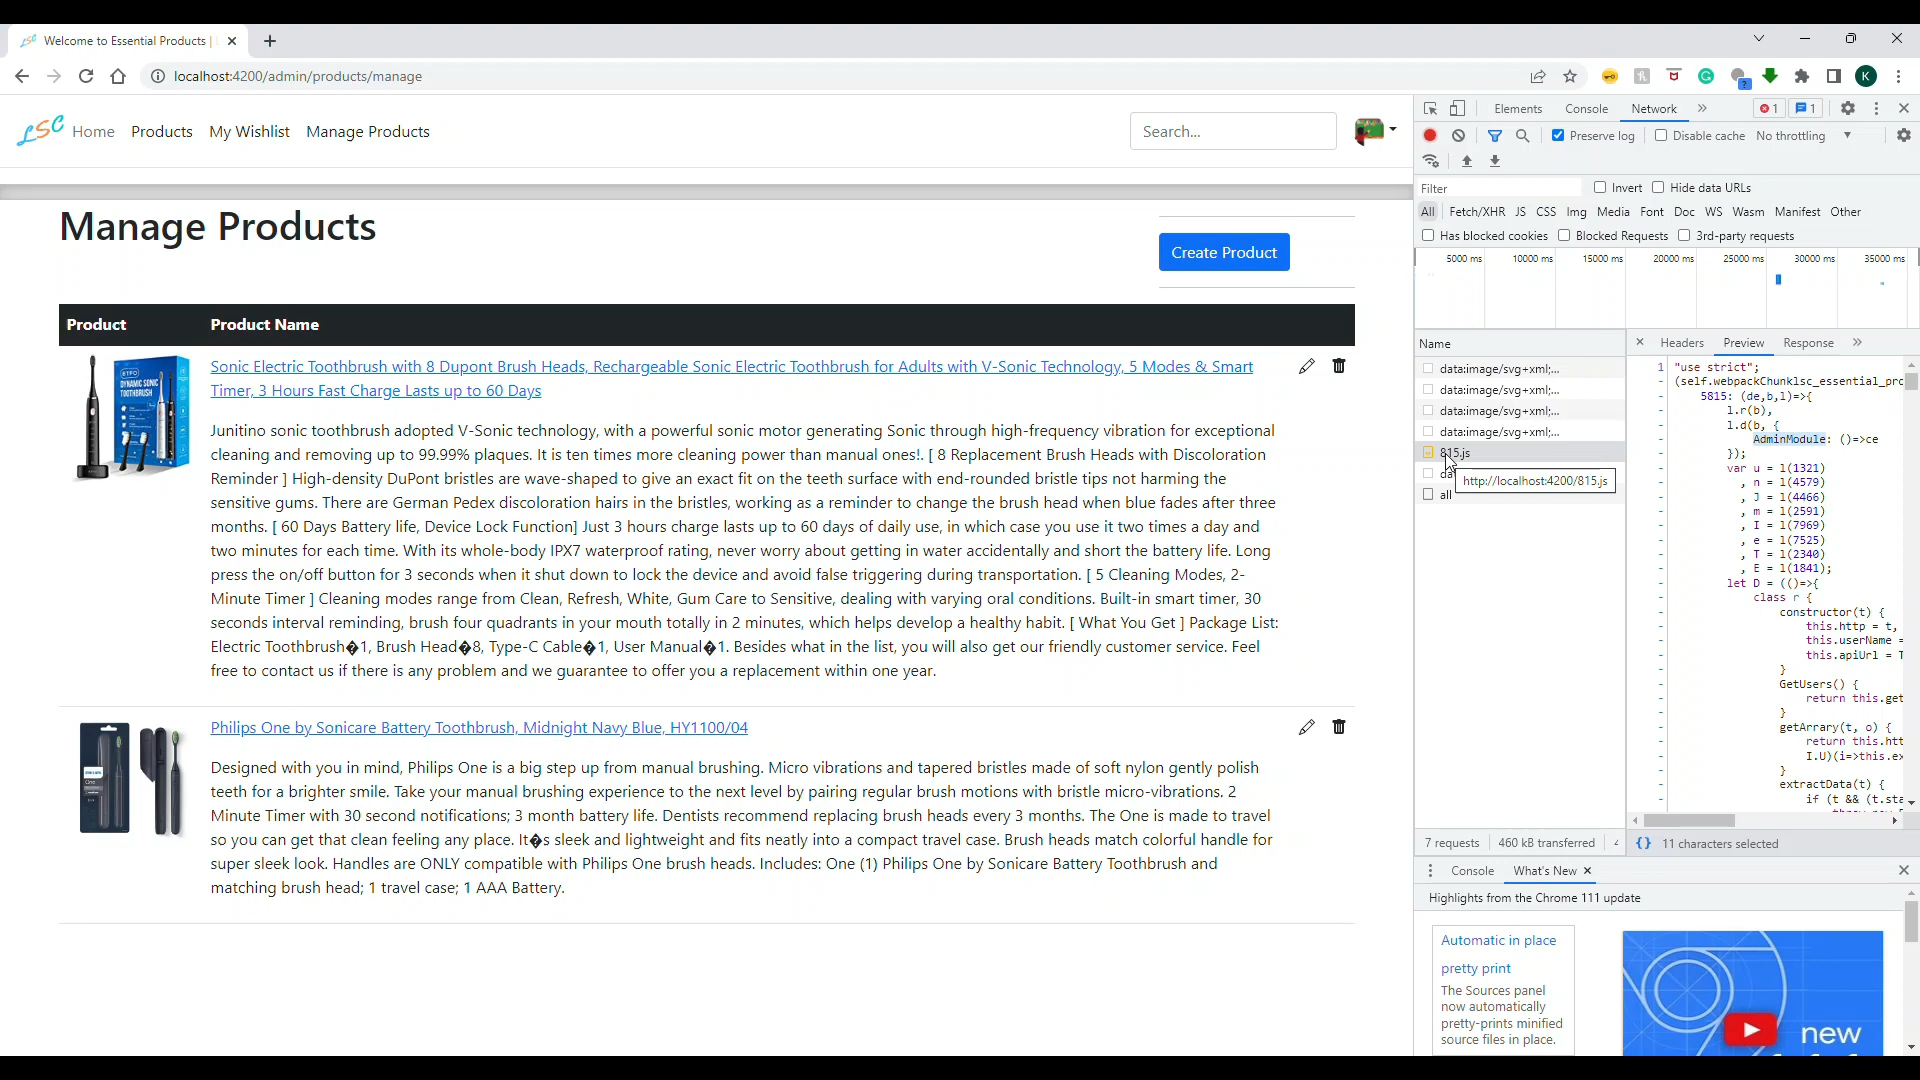 Welcome to Essential Products |
localhost:4200/admin/products/manage
K
LSC Home Products My Wishlist Manage Products
Search...
Manage Products
Create Product
Product Product Name
Sonic Electric Toothbrush with 8 Dupont Brush Heads, Rechargeable Sonic Electric Toothbrush for Adults with V-Sonic Technology, 5 Modes & Smart
Timer, 3 Hours Fast Charge Lasts up to 60 Days
Junitino sonic toothbrush adopted V-Sonic technology, with a powerful sonic motor generating Sonic through high-frequency vibration for exceptional
cleaning and removing up to 99.99% plaques. It is ten times more cleaning power than manual ones!. [ 8 Replacement Brush Heads with Discoloration
Reminder ] High-density DuPont bristles are wave-shaped to give an exact fit on the teeth surface with end-rounded bristle tips not harming the
sensitive gums. There are German Pedex discoloration hairs in the bristles, working as a reminder to change the brush head when blue fades after three
months. [ 60 Days Battery life, Device Lock Function] Just 3 hours charge lasts up to 60 days of daily use, in which case you use it two times a day and
two minutes for each time. With its whole-body IPX7 waterproof rating, never worry about getting in water accidentally and short the battery life. Long
press the on/off button for 3 seconds when it shut down to lock the device and avoid false triggering during transportation. [ 5 Cleaning Modes, 2-
Minute Timer ] Cleaning modes range from Clean, Refresh, White, Gum Care to Sensitive, dealing with varying oral conditions. Built-in smart timer, 30
seconds interval reminding, brush four quadrants in your mouth totally in 2 minutes, which helps develop a healthy habit. [ What You Get ] Package List:
Electric Toothbrush�1, Brush Head�8, Type-C Cable�1, User Manual�1. Besides what in the list, you will also get our friendly customer service. Feel
free to contact us if there is any problem and we guarantee to offer you a replacement within one year.
DYNAMIC SONIC
TOOTHBRUSH
Philips One by Sonicare Battery Toothbrush, Midnight Navy Blue, HY1100/04
Designed with you in mind, Philips One is a big step up from manual brushing. Micro vibrations and tapered bristles made of soft nylon gently polish
teeth for a brighter smile. Take your manual brushing experience to the next level by pairing regular brush motions with bristle micro-vibrations. 2
Minute Timer with 30 second notifications; 3 month battery life. Dentists recommend replacing brush heads every 3 months. The One is made to travel
so you can get that clean feeling any place. It�s sleek and lightweight and fits neatly into a compact travel case. Brush heads match colorful handle for
super sleek look. Handles are ONLY compatible with Philips One brush heads. Includes: One (1) Philips One by Sonicare Battery Toothbrush and
matching brush head; 1 travel case; 1 AAA Battery.
Elements Console Network 1 1
Preserve log Disable cache No throttling
Filter Invert Hide data URLs
All Fetch/XHR JS CSS Img Media Font Doc WS Wasm Manifest Other
Has blocked cookies Blocked Requests 3rd-party requests
5000 ms 10000 ms 15000 ms 20000 ms 25000 ms 30000 ms 35000 ms
Name
data:image/svg+xml;...
data:image/svg+xml;...
data:image/svg+xml;...
data:image/svg+xml;...
815.js
da
http://localhost:4200/815.js
all
7 requests 460 kB transferred
Headers Preview Response
1 "use strict";
- (self.webpackChunklsc_essential_prc
- 5815: (de,b,l)=>{
- l.r(b),
- l.d(b, {
- AdminModule: ()=>ce
- });
- var u = l(1321)
- , n = l(4579)
- , J = l(4466)
- , m = l(2591)
- , I = l(7969)
- , e = l(7525)
- , T = l(2340)
- , E = l(1841);
- let D = (()=>{
- class r {
- constructor(t) {
- this.http = t,
- this.userName =
- this.apiUrl = T
- }
- GetUsers() {
- return this.get
- }
- getArrary(t, o) {
- return this.htt
- I.U)(i=>this.ex
- }
- extractData(t) {
- if (t && (t.sta
{} 11 characters selected
Console What's New
Highlights from the Chrome 111 update
Automatic in place
pretty print
The Sources panel
now automatically
pretty-prints minified
source files in place.
new